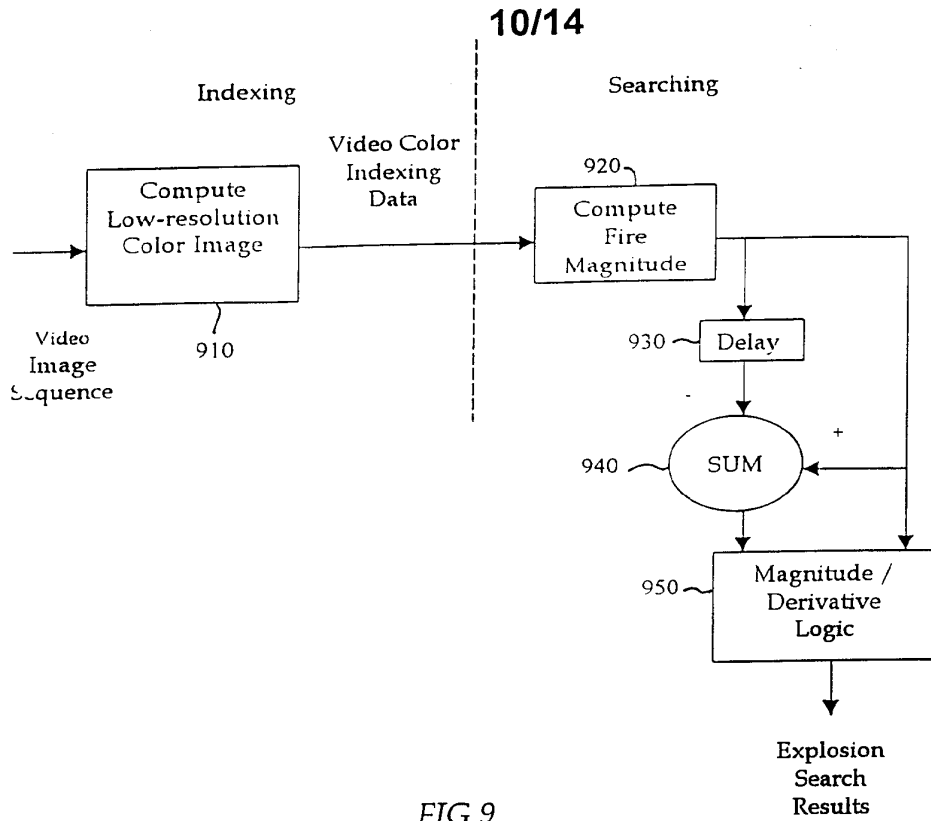 10/14
Indexing
Searching
Video Color
Indexing
Data
Compute
Low-resolution
Color Image
910
Video
Image
Sequence
920
Compute
Fire
Magnitude
930
Delay
-
+
940
SUM
950
Magnitude /
Derivative
Logic
Explosion
Search
Results
FIG 9